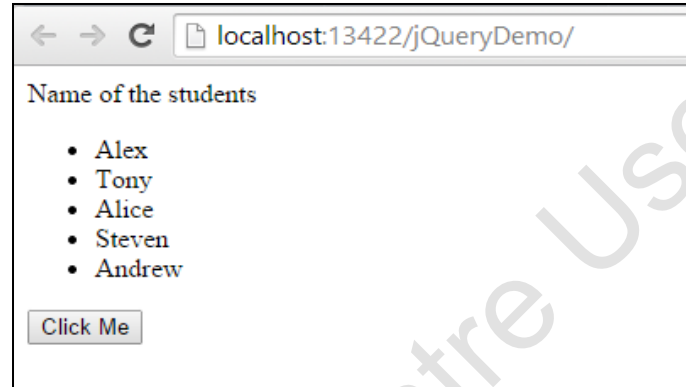 localhost:13422/jQueryDemo/
Name of the students
• Alex
• Tony
• Alice
• Steven
• Andrew
Click Me